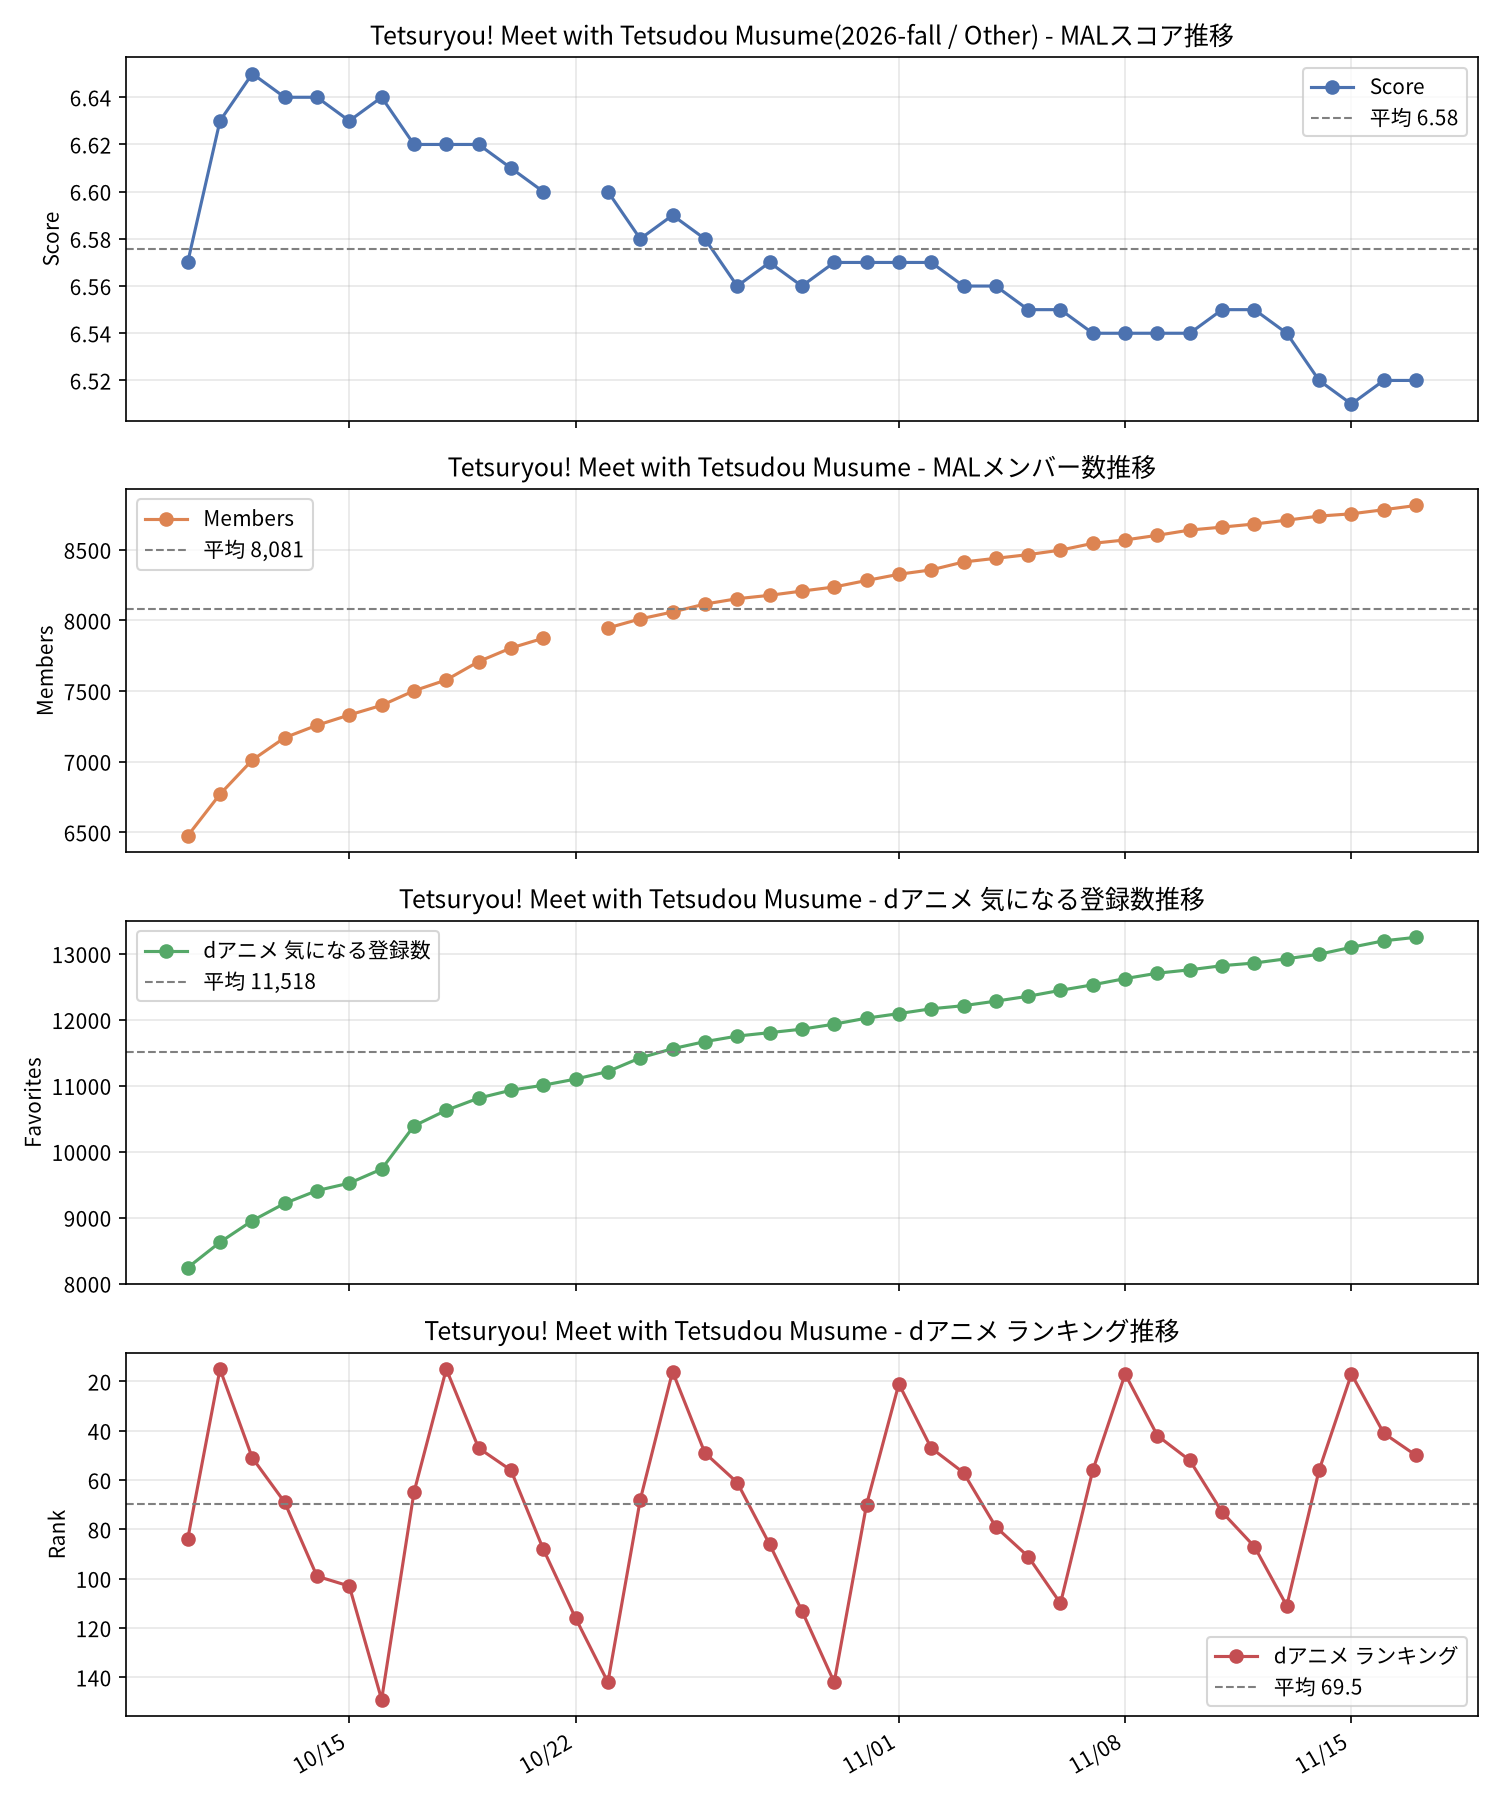 Tetsuryou! Meet with Tetsudou Musume(2026-fall / Other) - MALスコア推移
Score
6.64
6.62
6.60
6.58
6.56
6.54
6.52
Score
平均 6.58
Tetsuryou! Meet with Tetsudou Musume - MALメンバー数推移
Members
8500
8000
7500
7000
6500
Members
平均 8,081
Tetsuryou! Meet with Tetsudou Musume - dアニメ 気になる登録数推移
Favorites
13000
12000
11000
10000
9000
8000
dアニメ 気になる登録数
平均 11,518
Tetsuryou! Meet with Tetsudou Musume - dアニメ ランキング推移
Rank
20
40
60
80
100
120
140
dアニメ ランキング
平均 69.5
10/15
10/22
11/01
11/08
11/15